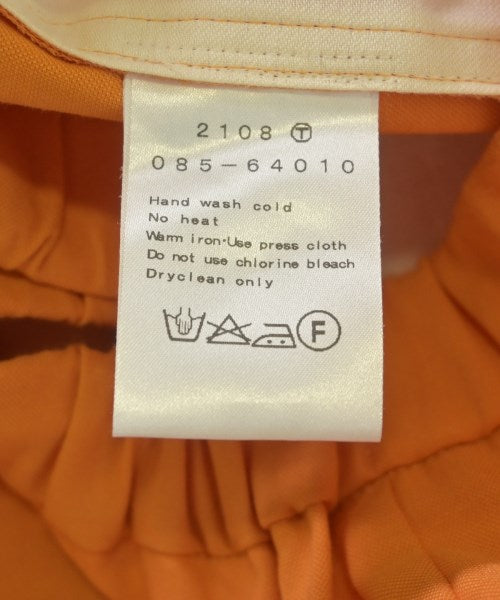 2108 Ⓣ
085-64010
Hand wash cold
No heat
Warm iron·Use press cloth
Do not use chlorine bleach
Dryclean only
F